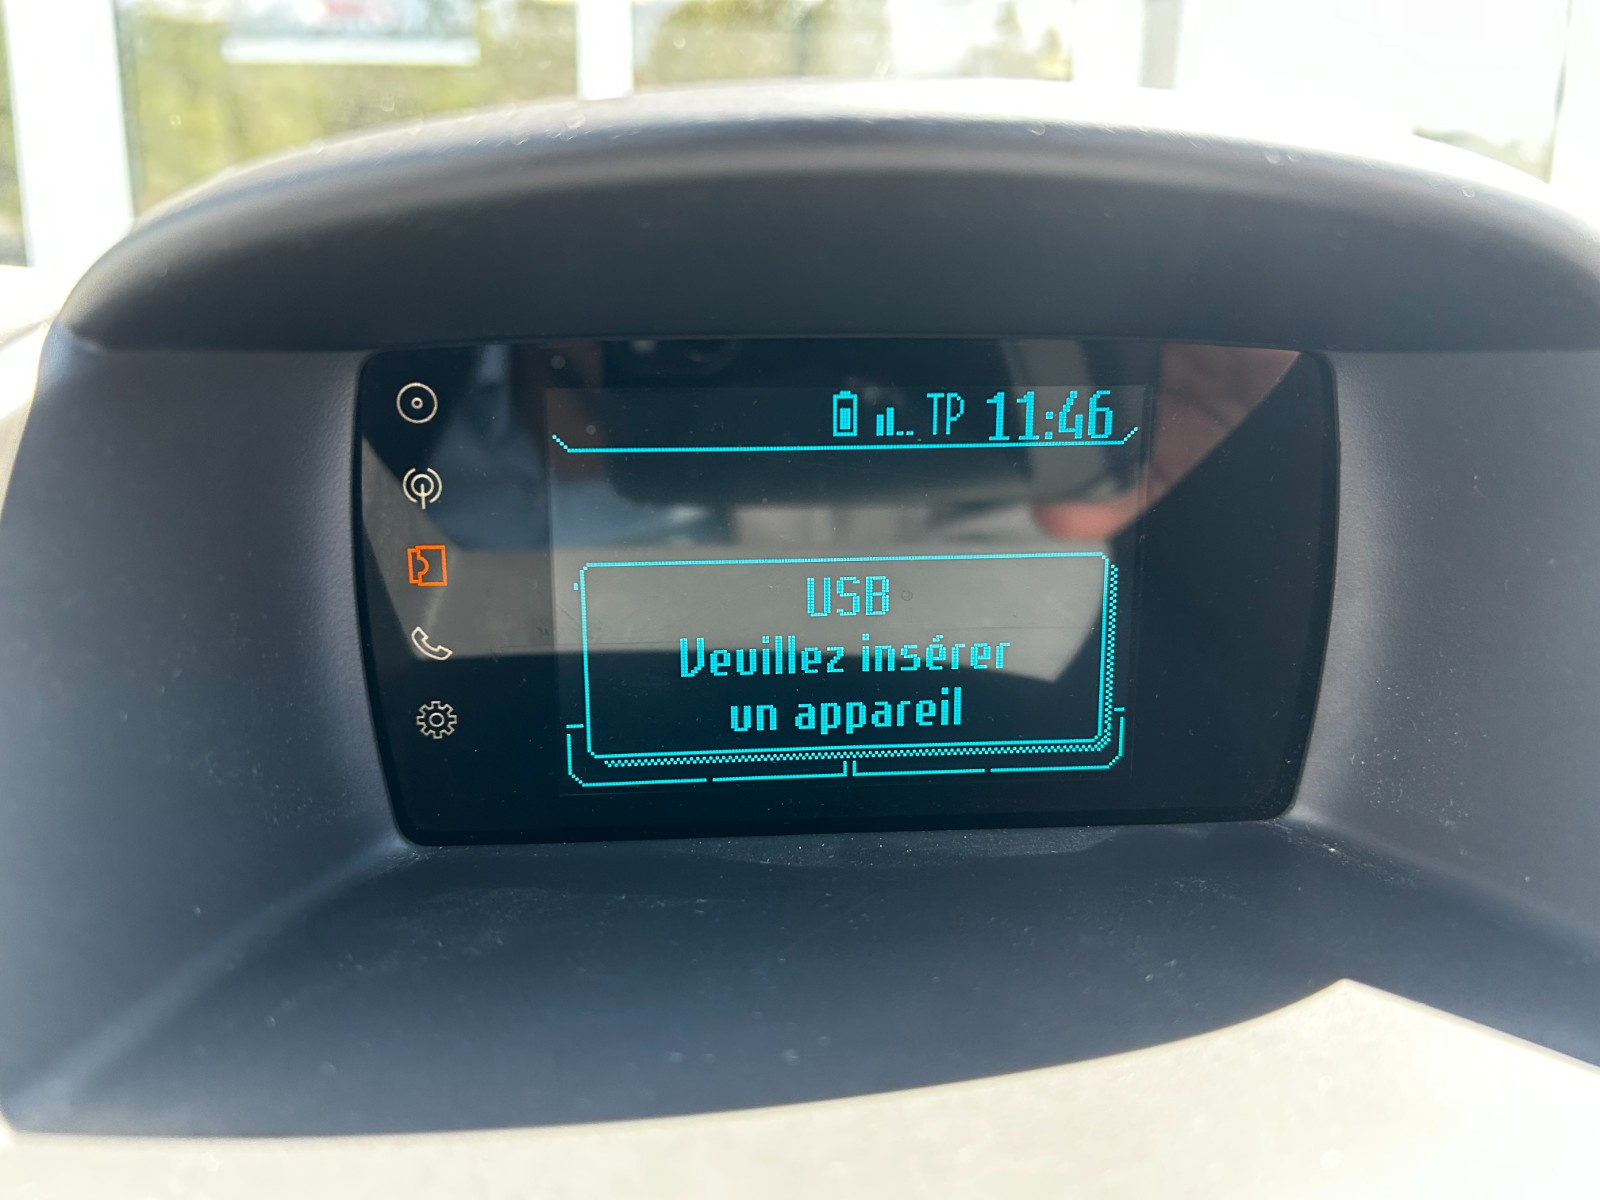 TP 11:46
USB
Veuillez insérer
un appareil